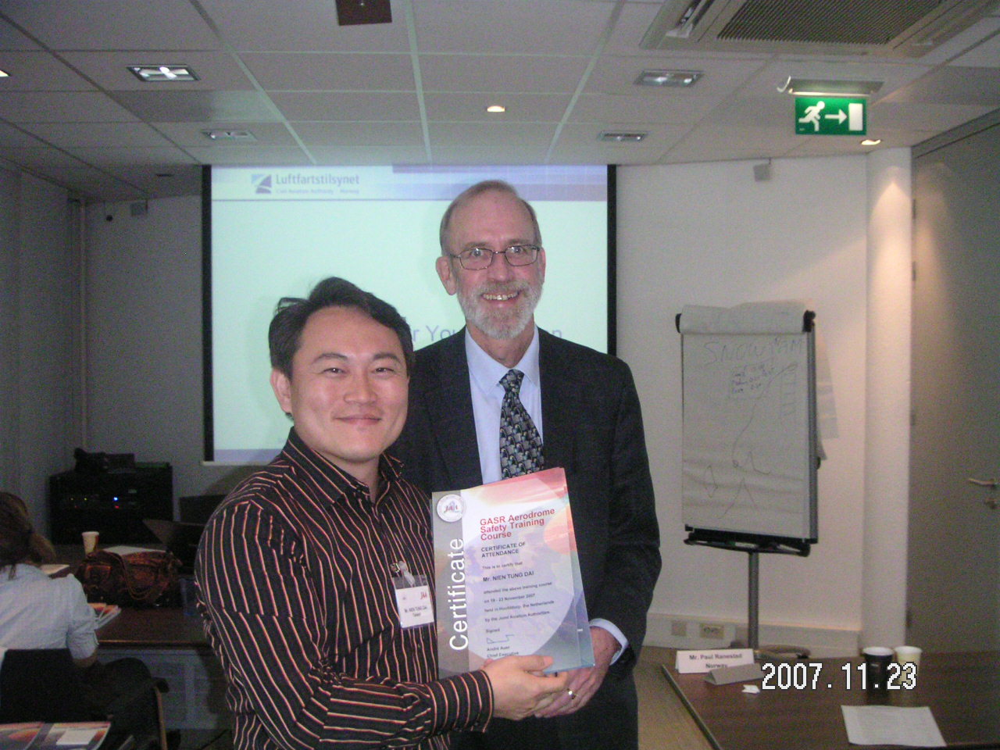 Luftfartstilsynet
Civil Aviation Authority Norway
r You
n
SNOWJAM
Certificate
JAA
GASR Aerodrome
Safety Training
Course
CERTIFICATE OF
ATTENDANCE
This is to certify that
Mr. NIEN TUNG DAI
attended the above training course
on 19 - 23 November 2007
held in Hoofddorp, the Netherlands
by the Joint Aviation Authorities.
Signed
André Auer
Chief Executive
JAA
Mr. NIEN TUNG DAI
Taiwan
Mr. Paul Ranestad
Norway
2007.11.23